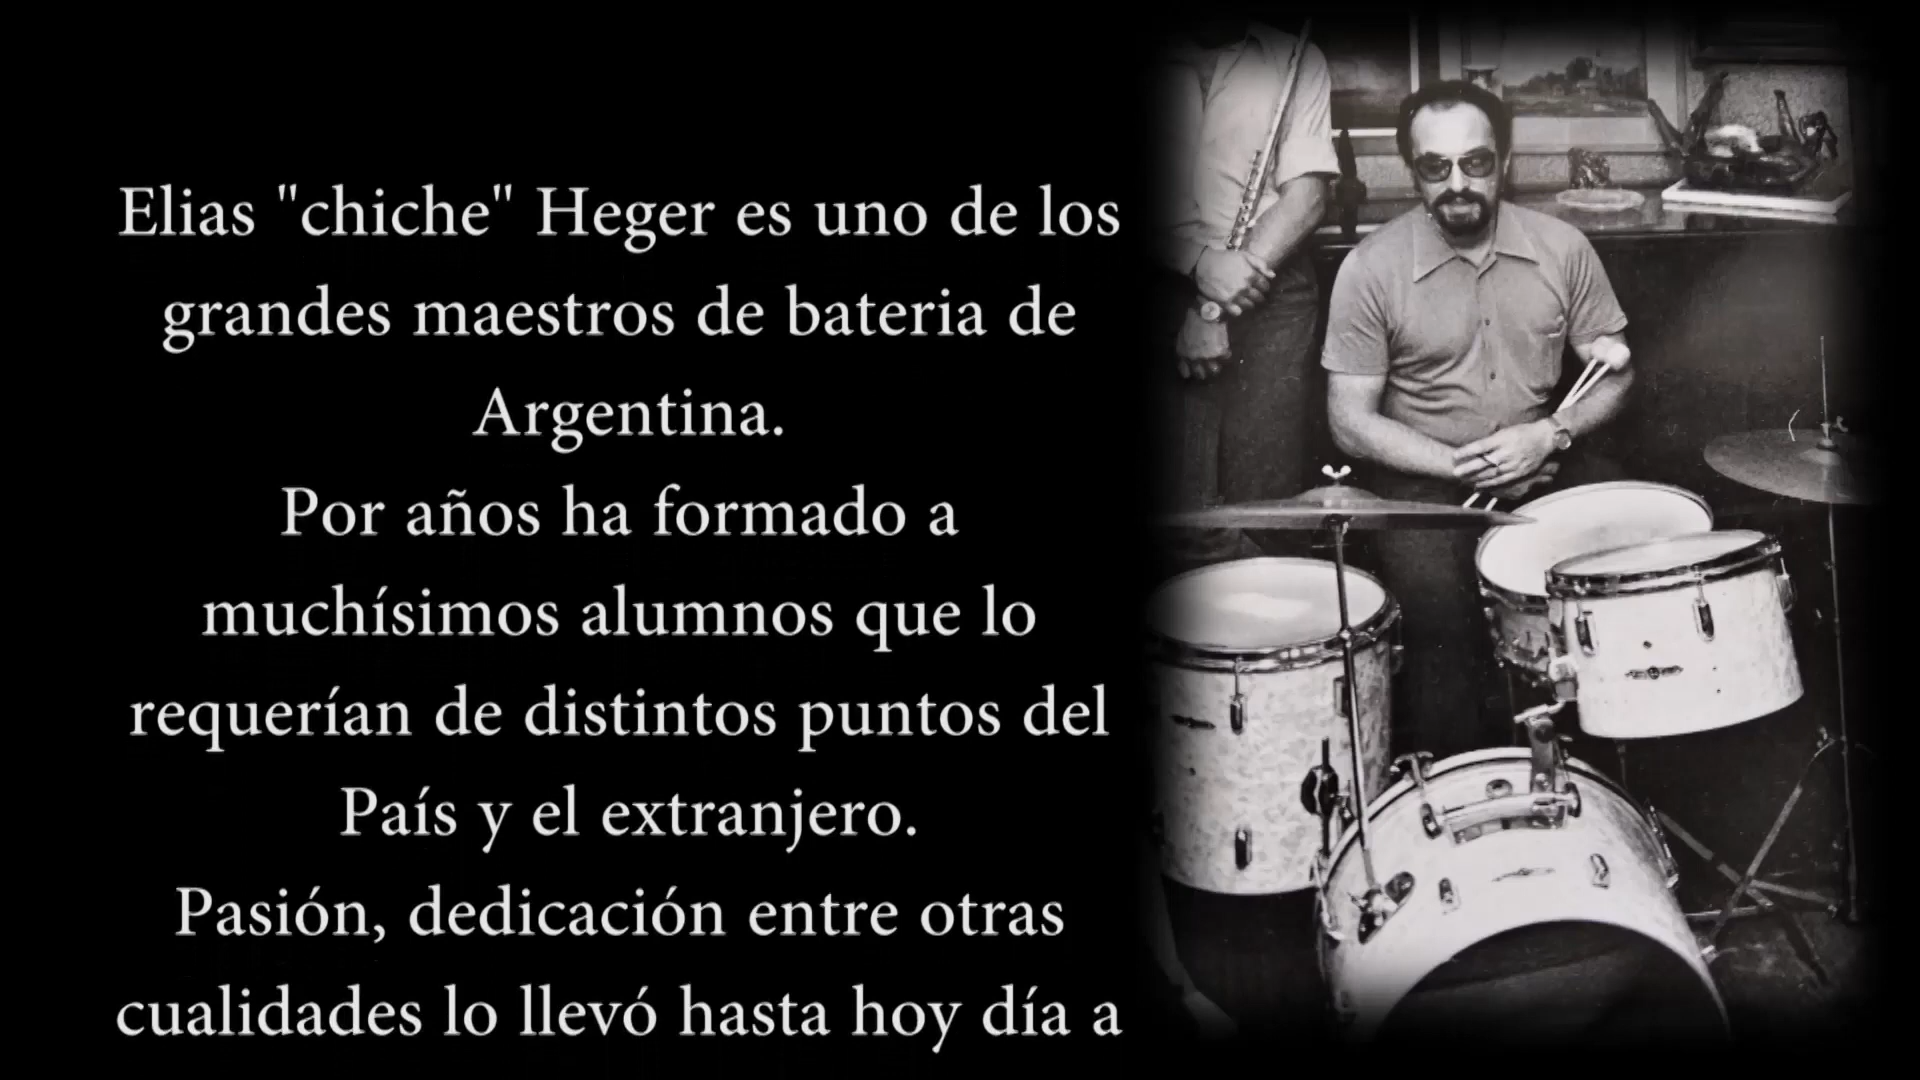 Elias "chiche" Heger es uno de los
grandes maestros de bateria de
Argentina.
Por años ha formado a
muchísimos alumnos que lo
requerían de distintos puntos del
País y el extranjero.
Pasión, dedicación entre otras
cualidades lo llevó hasta hoy día a